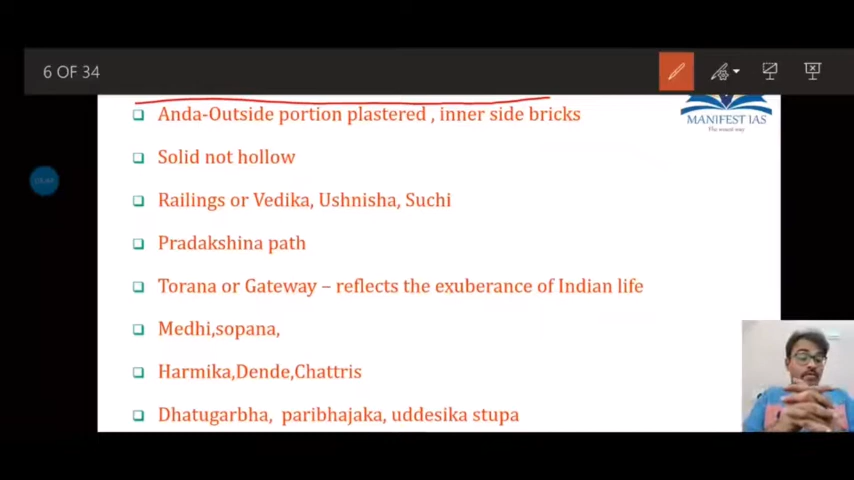 6 OF 34
MANIFEST IAS
Anda-Outside portion plastered , inner side bricks
Solid not hollow
Railings or Vedika, Ushnisha, Suchi
Pradakshina path
Torana or Gateway – reflects the exuberance of Indian life
Medhi,sopana,
Harmika,Dende,Chattris
Dhatugarbha, paribhajaka, uddesika stupa